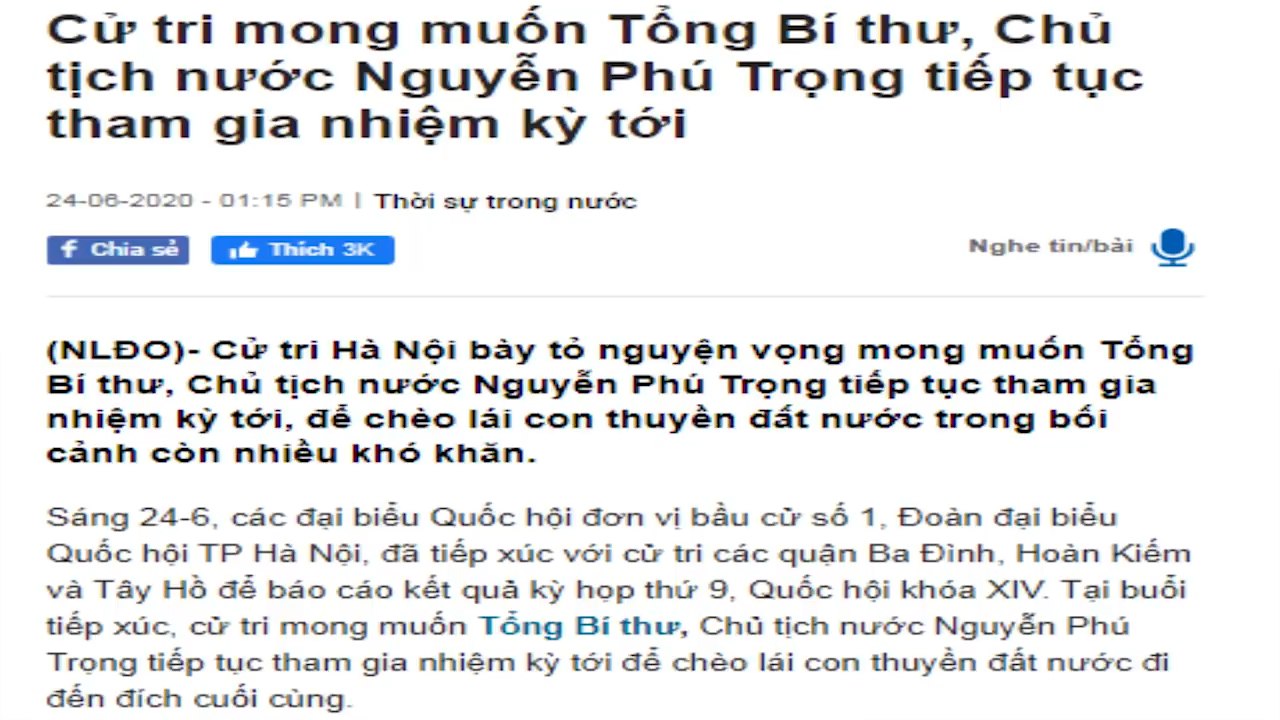 Cử tri mong muốn Tổng Bí thư, Chủ
tịch nước Nguyễn Phú Trọng tiếp tục
tham gia nhiệm kỳ tới
24-06-2020 - 01:15 PM | Thời sự trong nước
f Chia sẻ Thích 3K Nghe tin/bài
(NLĐO)- Cử tri Hà Nội bày tỏ nguyện vọng mong muốn Tổng
Bí thư, Chủ tịch nước Nguyễn Phú Trọng tiếp tục tham gia
nhiệm kỳ tới, để chèo lái con thuyền đất nước trong bối
cảnh còn nhiều khó khăn.
Sáng 24-6, các đại biểu Quốc hội đơn vị bầu cử số 1, Đoàn đại biểu
Quốc hội TP Hà Nội, đã tiếp xúc với cử tri các quận Ba Đình, Hoàn Kiếm
và Tây Hồ để báo cáo kết quả kỳ họp thứ 9, Quốc hội khóa XIV. Tại buổi
tiếp xúc, cử tri mong muốn Tổng Bí thư, Chủ tịch nước Nguyễn Phú
Trọng tiếp tục tham gia nhiệm kỳ tới để chèo lái con thuyền đất nước đi
đến đích cuối cùng.